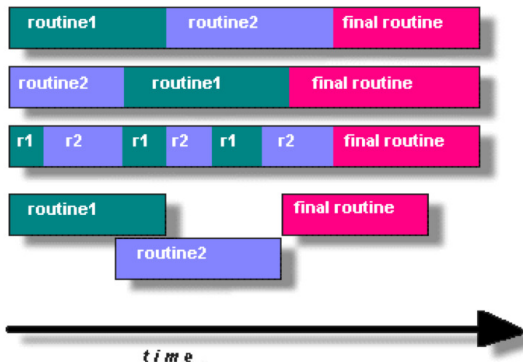 routine1 routine2 final routine
routine2 routine1 final routine
r1 r2 r1 r2 r1 r2 final routine
routine1 final routine
routine2
time